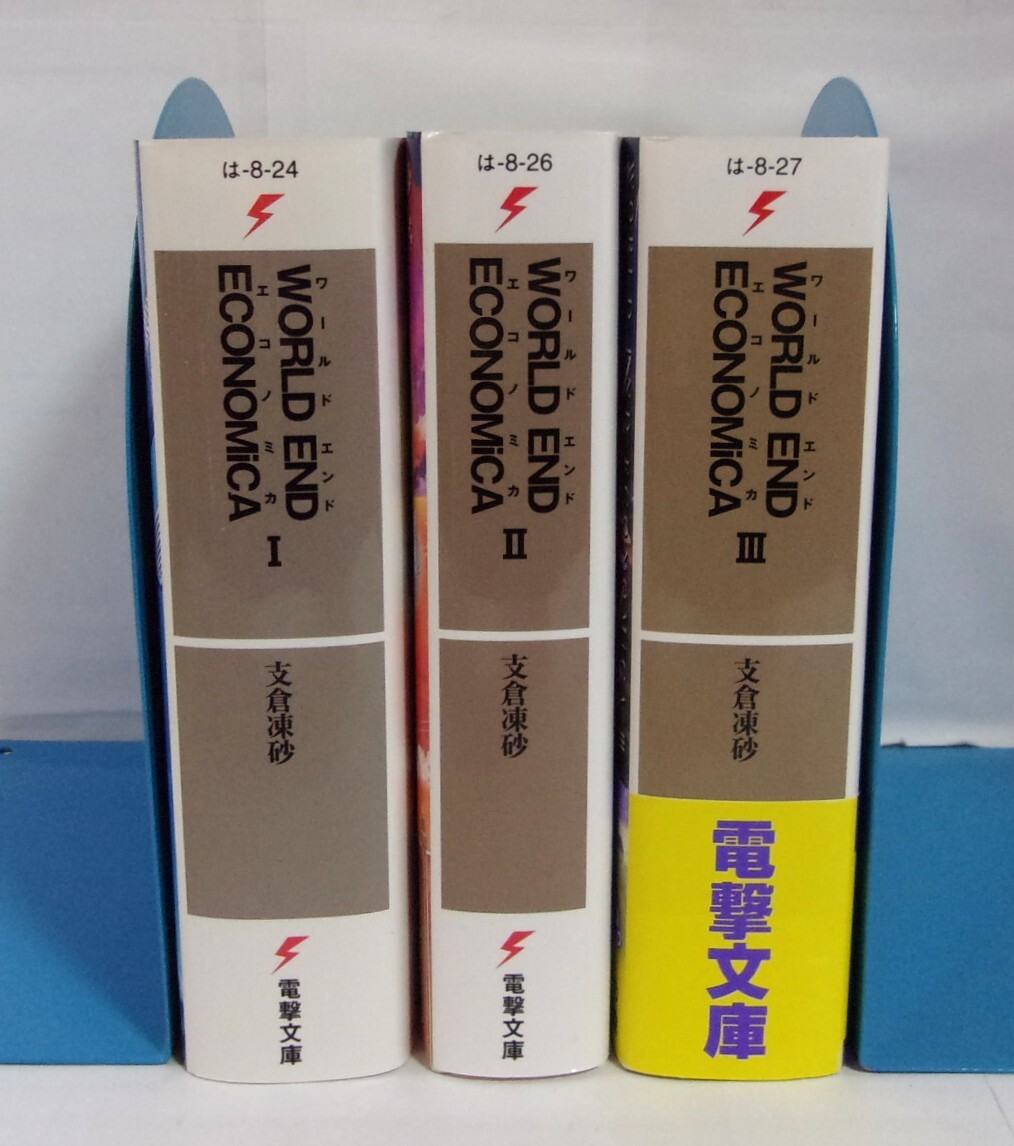 は-8-24
WORLD END
ワールド エンド
ECONOMiCA
エコノミカ
I
支倉凍砂
電撃文庫
は-8-26
WORLD END
ワールド エンド
ECONOMiCA
エコノミカ
II
支倉凍砂
電撃文庫
は-8-27
WORLD END
ワールド エンド
ECONOMiCA
エコノミカ
III
支倉凍砂
電撃文庫